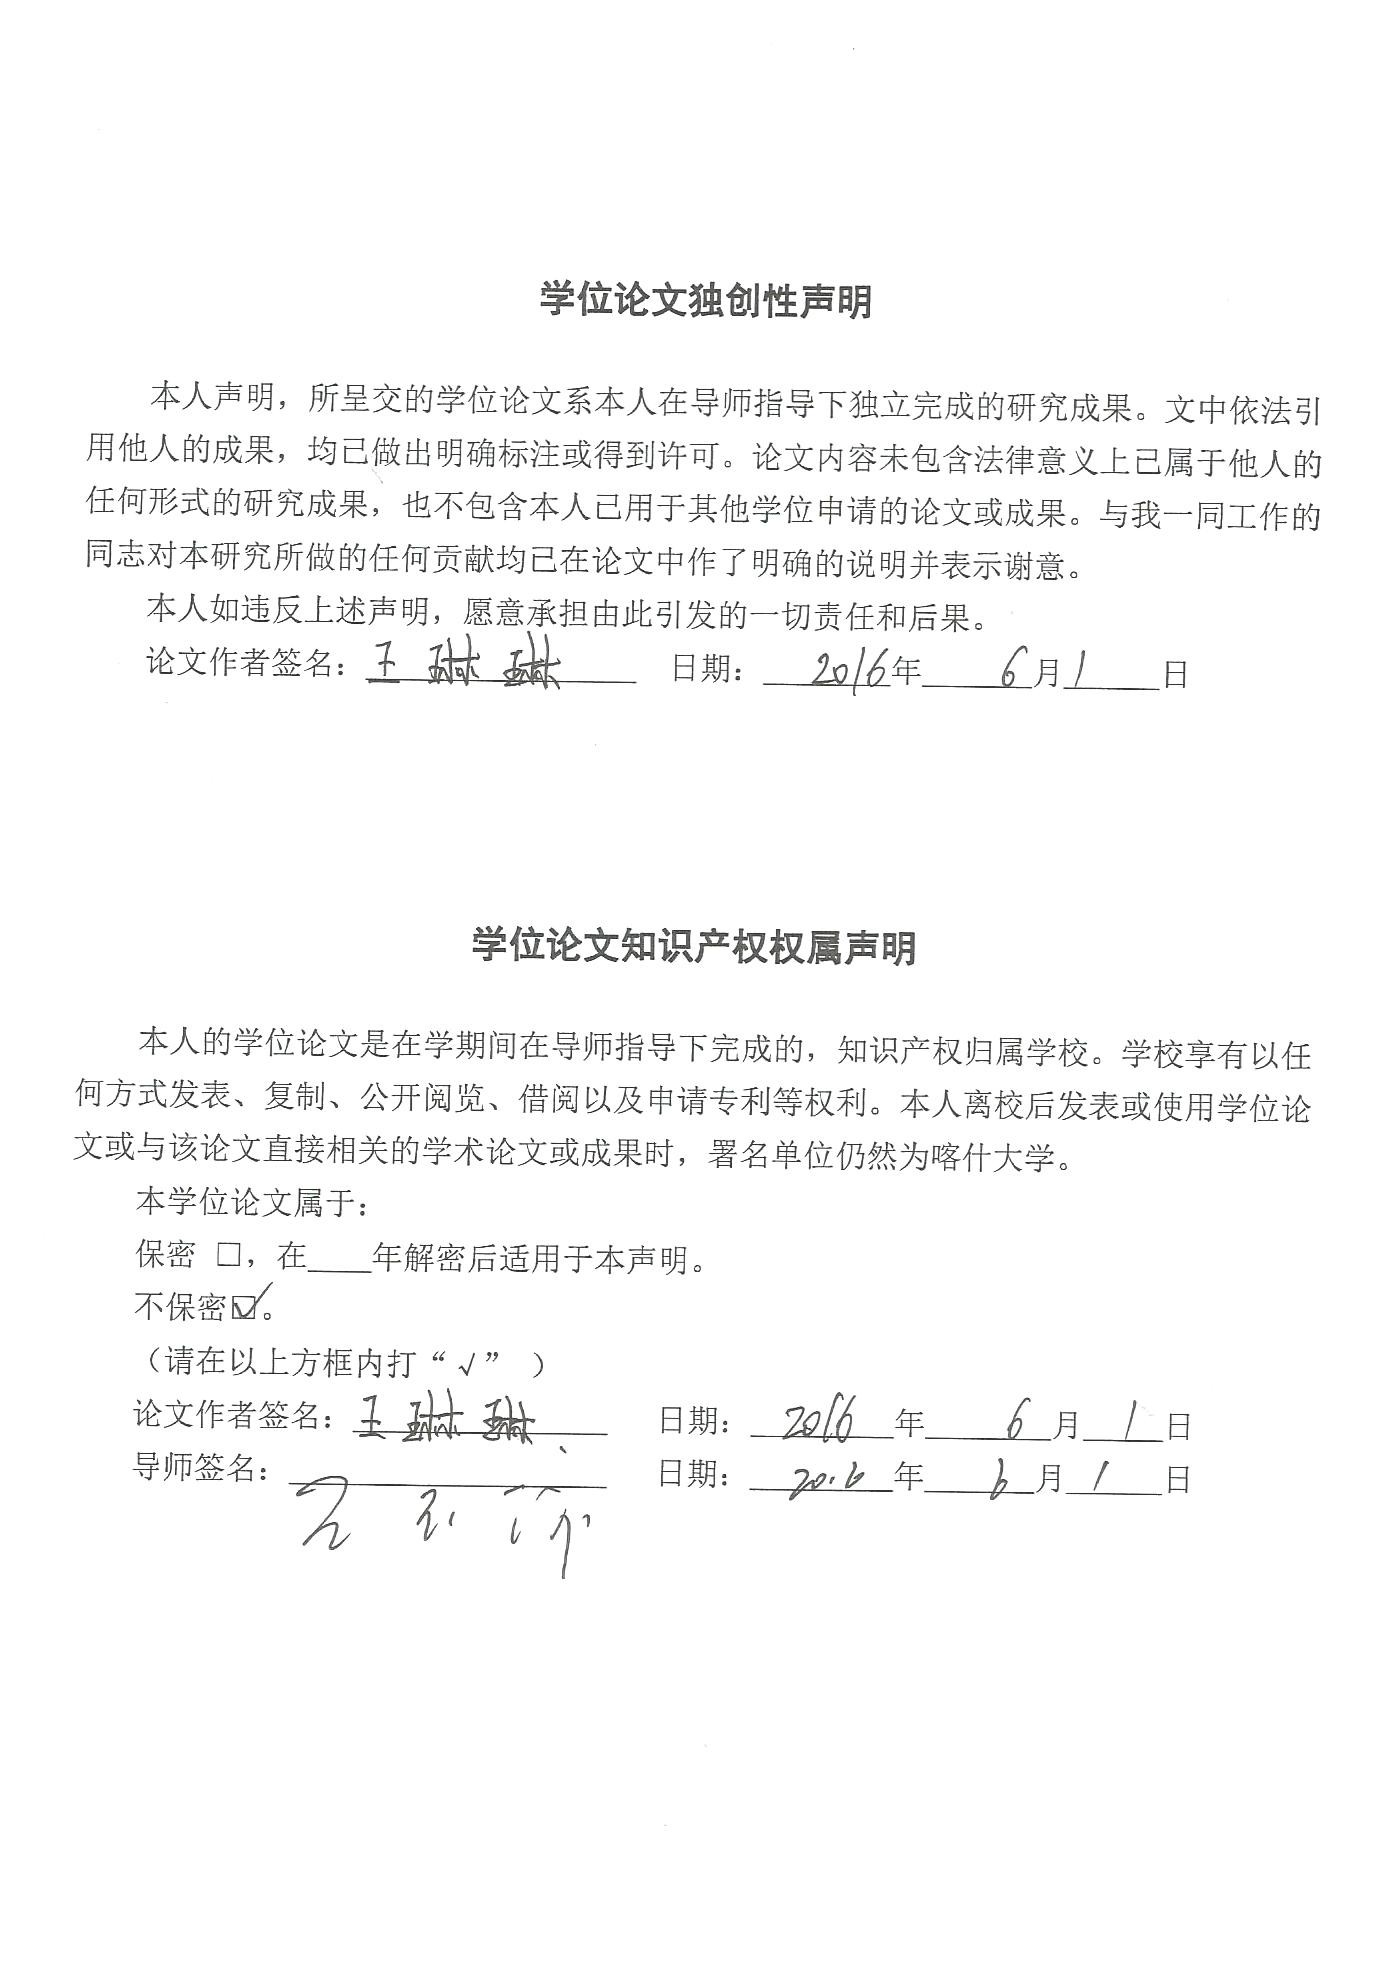 学位论文独创性声明
本人声明，所呈交的学位论文系本人在导师指导下独立完成的研究成果。文中依法引
用他人的成果，均已做出明确标注或得到许可。论文内容未包含法律意义上已属于他人的
任何形式的研究成果，也不包含本人已用于其他学位申请的论文或成果。与我一同工作的
同志对本研究所做的任何贡献均已在论文中作了明确的说明并表示谢意。
本人如违反上述声明，愿意承担由此引发的一切责任和后果。
论文作者签名：王琳琳 日期：2016年6月1日
学位论文知识产权权属声明
本人的学位论文是在学期间在导师指导下完成的，知识产权归属学校。学校享有以任
何方式发表、复制、公开阅览、借阅以及申请专利等权利。本人离校后发表或使用学位论
文或与该论文直接相关的学术论文或成果时，署名单位仍然为喀什大学。
本学位论文属于：
保密 □，在____年解密后适用于本声明。
不保密☑。
（请在以上方框内打“√” ）
论文作者签名：王琳琳 日期：2016年6月1日
导师签名： 日期：2016年6月1日